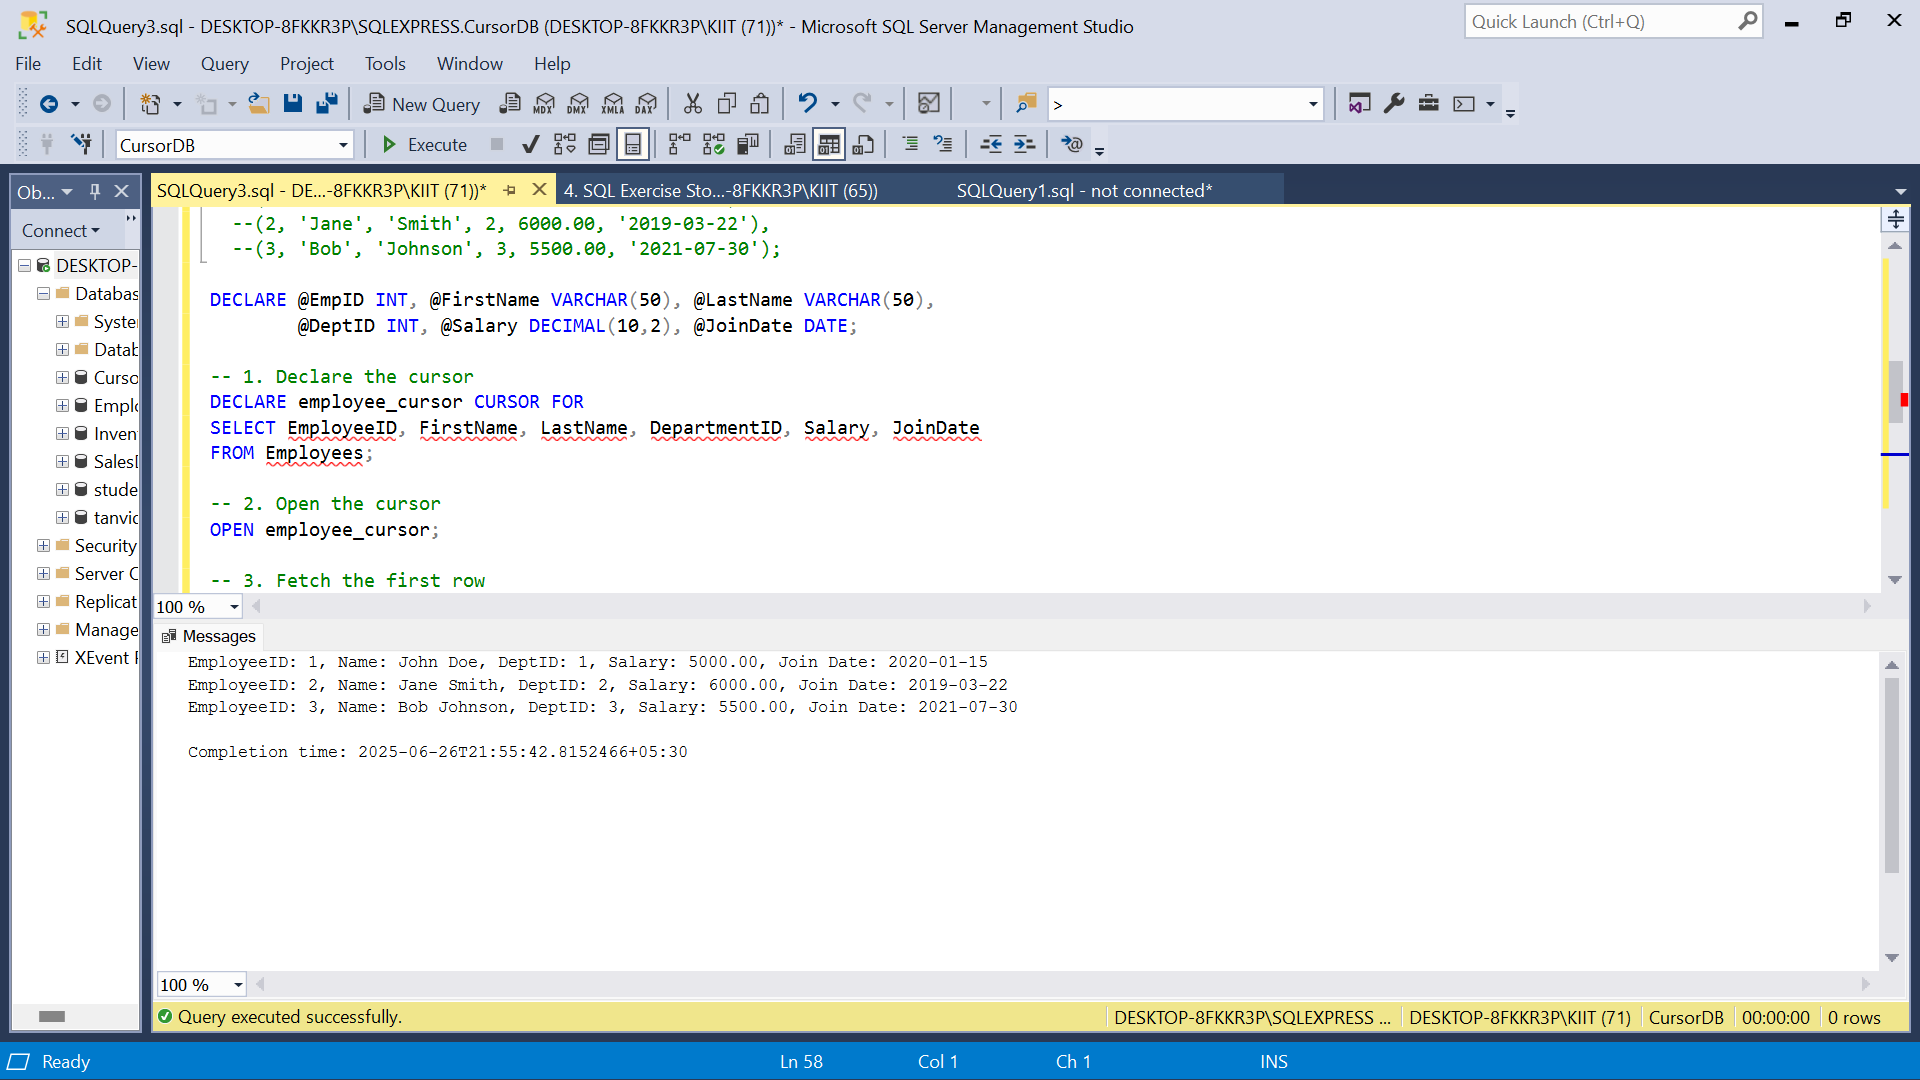 SQLQuery3.sql - DESKTOP-8FKKR3P\SQLEXPRESS.CursorDB (DESKTOP-8FKKR3P\KIIT (71))* - Microsoft SQL Server Management Studio
Quick Launch (Ctrl+Q)
File Edit View Query Project Tools Window Help
New Query MDX DMX XMLA DAX >
CursorDB Execute
Ob...
SQLQuery3.sql - DE...-8FKKR3P\KIIT (71))* 4. SQL Exercise Sto...-8FKKR3P\KIIT (65)) SQLQuery1.sql - not connected*
Connect
DESKTOP-
Databas
Syste
Datab
Curso
Emplo
Inven
SalesD
stude
tanvid
Security
Server C
Replicat
Manage
XEvent P
--(2, 'Jane', 'Smith', 2, 6000.00, '2019-03-22'),
--(3, 'Bob', 'Johnson', 3, 5500.00, '2021-07-30');
DECLARE @EmpID INT, @FirstName VARCHAR(50), @LastName VARCHAR(50),
@DeptID INT, @Salary DECIMAL(10,2), @JoinDate DATE;
-- 1. Declare the cursor
DECLARE employee_cursor CURSOR FOR
SELECT EmployeeID, FirstName, LastName, DepartmentID, Salary, JoinDate
FROM Employees;
-- 2. Open the cursor
OPEN employee_cursor;
-- 3. Fetch the first row
100 %
Messages
EmployeeID: 1, Name: John Doe, DeptID: 1, Salary: 5000.00, Join Date: 2020-01-15
EmployeeID: 2, Name: Jane Smith, DeptID: 2, Salary: 6000.00, Join Date: 2019-03-22
EmployeeID: 3, Name: Bob Johnson, DeptID: 3, Salary: 5500.00, Join Date: 2021-07-30
Completion time: 2025-06-26T21:55:42.8152466+05:30
100 %
Query executed successfully. DESKTOP-8FKKR3P\SQLEXPRESS ... DESKTOP-8FKKR3P\KIIT (71) CursorDB 00:00:00 0 rows
Ready Ln 58 Col 1 Ch 1 INS